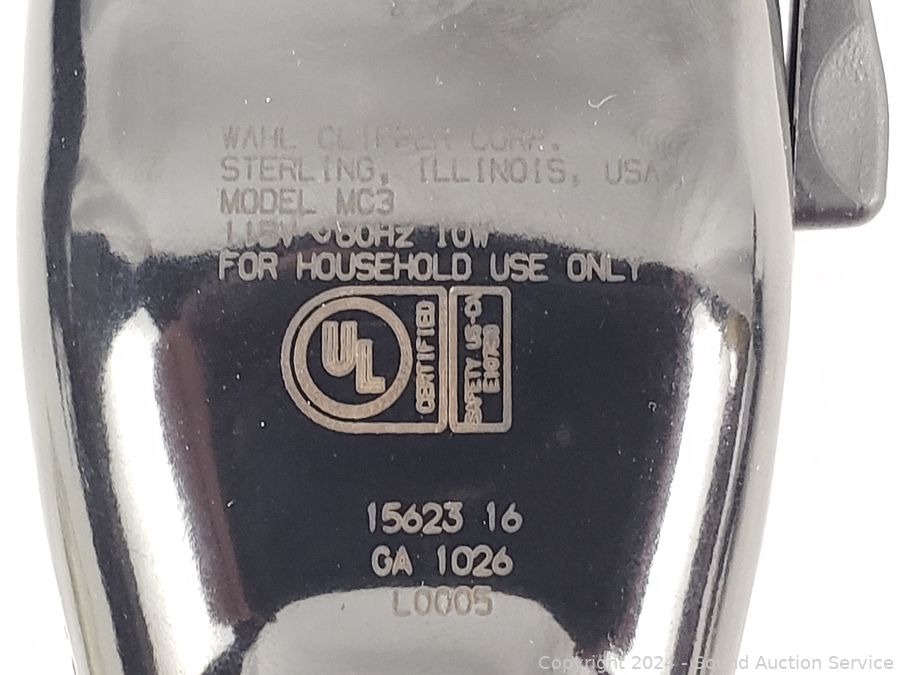 WAHL CLIPPER CORP.
STERLING, ILLINOIS, USA
MODEL MC3
115V ~ 60Hz 10W
FOR HOUSEHOLD USE ONLY
UL
CERTIFIED
SAFETY US-CA
15623 16
GA 1026
L0005
Copyright 2024 - Sound Auction Service